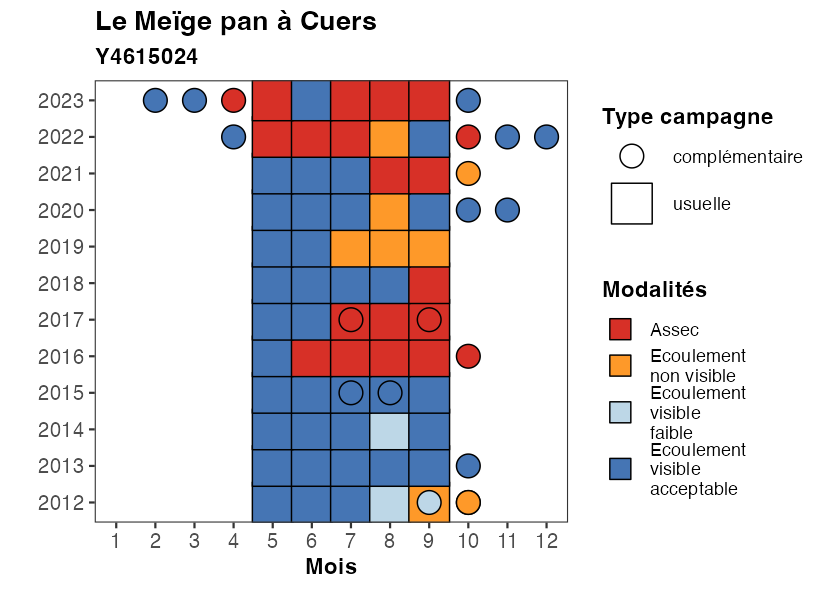 Le Meïge pan à Cuers
Y4615024
2023
2022
2021
2020
2019
2018
2017
2016
2015
2014
2013
2012
1 2 3 4 5 6 7 8 9 10 11 12
Mois
Type campagne
complémentaire
usuelle
Modalités
Assec
Ecoulement
non visible
Ecoulement
visible
faible
Ecoulement
visible
acceptable